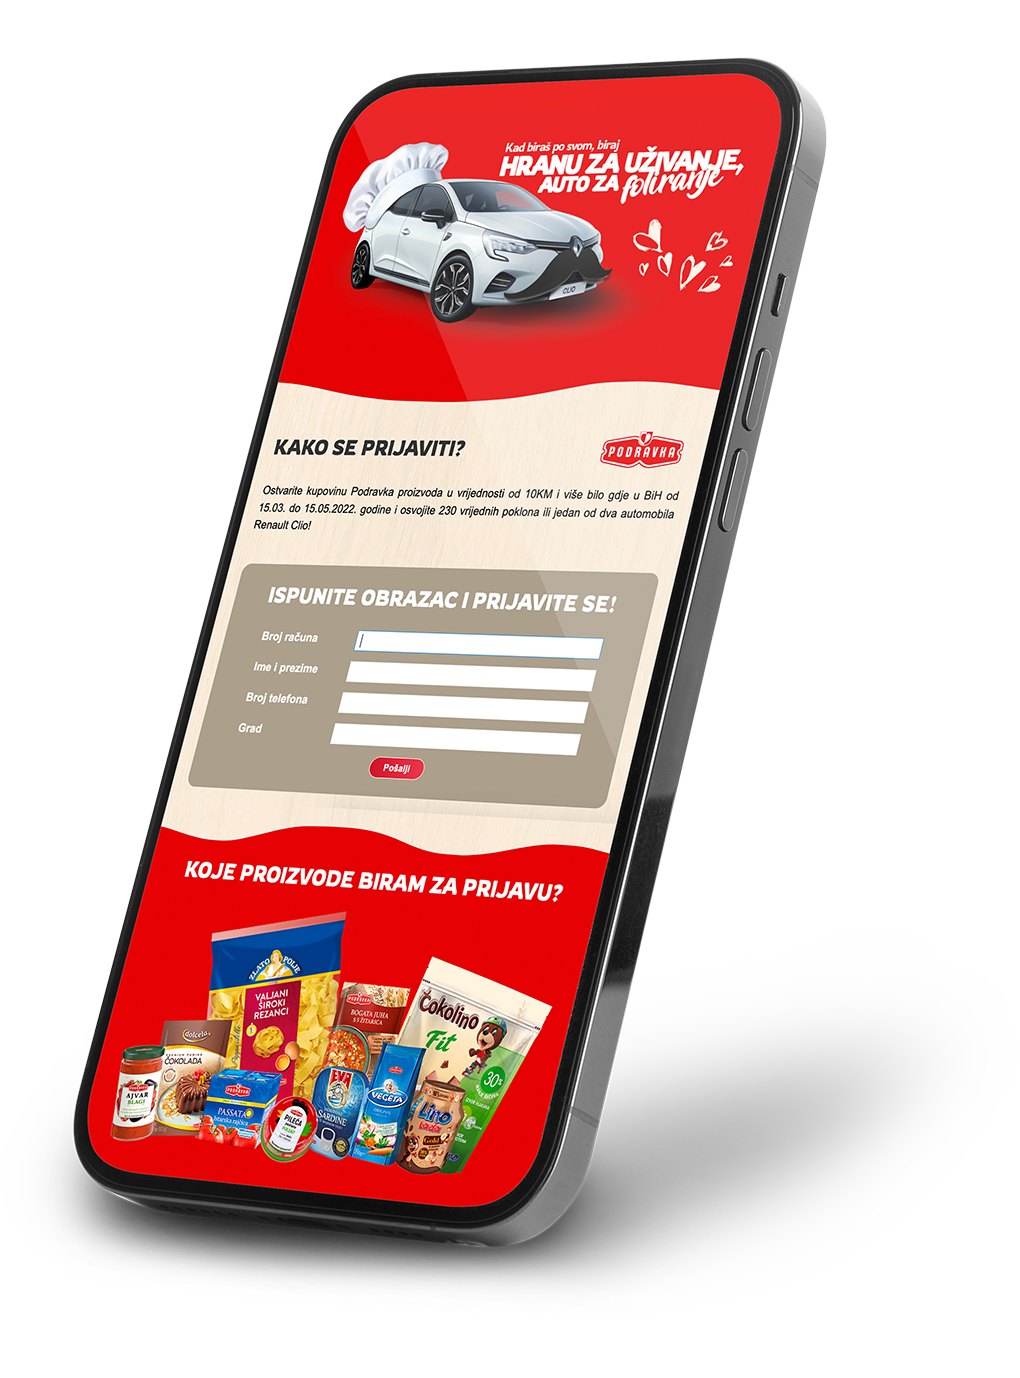 Kad biraš po svom, biraj
HRANU ZA UŽIVANJE,
AUTO ZA foliranje
CLIO
KAKO SE PRIJAVITI?
PODRAVKA
Ostvarite kupovinu Podravka proizvoda u vrijednosti od 10KM i više bilo gdje u BiH od
15.03. do 15.05.2022. godine i osvojite 230 vrijednih poklona ili jedan od dva automobila
Renault Clio!
ISPUNITE OBRAZAC I PRIJAVITE SE!
Broj računa
Ime i prezime
Broj telefona
Grad
Pošalji
KOJE PROIZVODE BIRAM ZA PRIJAVU?
ZLATO POLJE
VALJANI
ŠIROKI
REZANCI
PODRAVKA
BOGATA JUHA
S 5 ŽITARICA
Čokolino
Fit
30%
dolcela
ČOKOLADA
AJVAR
BLAGI
PODRAVKA
PASSATA
EVA
SARDINE
VEGETA
PILEĆA
Lino
lada
Gold